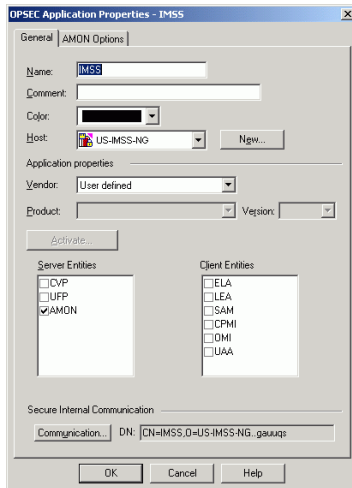 OPSEC Application Properties - IMSS
General AMON Options
Name: IMSS
Comment:
Color:
Host: US-IMSS-NG New...
Application properties
Vendor: User defined
Product: Version:
Activate...
Server Entities Client Entities
CVP ELA
UFP LEA
AMON SAM
CPMI
OMI
UAA
Secure Internal Communication
Communication... DN: CN=IMSS,O=US-IMSS-NG..gauuqs
OK Cancel Help